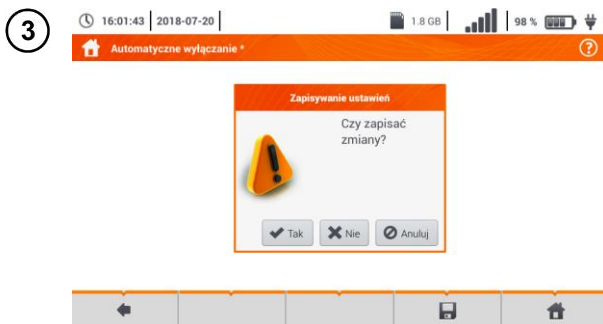 3
16:01:43 2018-07-20 1.8 GB 98 %
Automatyczne wyłączanie * ?
Zapisywanie ustawień
Czy zapisać
zmiany?
Tak Nie Anuluj